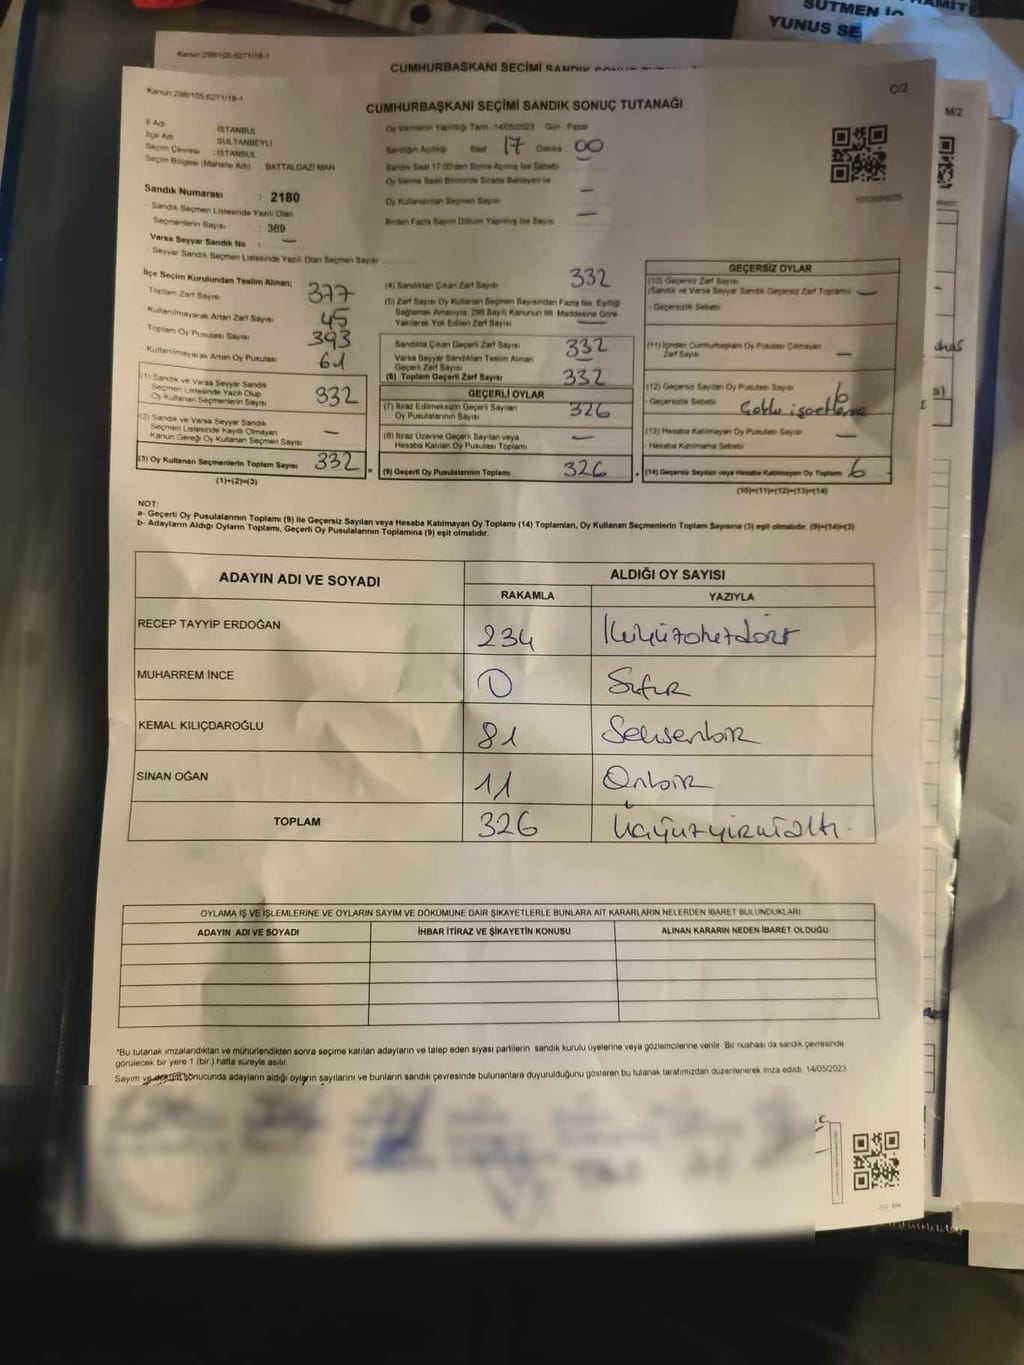 SÜTMEN
YUNUS SE
M/2
Kanun:298/105.6271/18-1
CUMHURBAŞKANI SEÇİMİ SANDIK SONUÇ TUTANAĞI
Kanun:298/105.6271/18-1
C/2
CUMHURBAŞKANI SEÇİMİ SANDIK SONUÇ TUTANAĞI
İl Adı : İSTANBUL
İlçe Adı : SULTANBEYLİ
Seçim Çevresi : İSTANBUL
Seçim Bölgesi (Mahalle Adı) : BATTALGAZİ MAH
Sandık Numarası : 2180
- Sandık Seçmen Listesinde Yazılı Olan
Seçmenlerin Sayısı : 369
Varsa Seyyar Sandık No : —
- Seyyar Sandık Seçmen Listesinde Yazılı Olan Seçmen Sayısı
Oy Vermenin Yapıldığı Tarih :14/05/2023 Gün : Pazar
Sandığın Açıldığı Saat 17 Dakika 00
Sandık Saat 17:00'den Sonra Açılmış İse Sebebi
Oy Verme Saati Bitiminde Sırada Bekleyen ve
Oy Kullandırılan Seçmen Sayısı —
Birden Fazla Sayım Döküm Yapılmış İse Sayısı —
İlçe Seçim Kurulundan Teslim Alınan;
Toplam Zarf Sayısı 377
Kullanılmayarak Artan Zarf Sayısı 45
Toplam Oy Pusulası Sayısı 393
Kullanılmayarak Artan Oy Pusulası 61
(1) Sandık ve Varsa Seyyar Sandık
Seçmen Listesinde Yazılı Olup
Oy Kullanan Seçmenlerin Sayısı 332
(2) Sandık ve Varsa Seyyar Sandık
Seçmen Listesinde Kayıtlı Olmayan
Kanun Gereği Oy Kullanan Seçmen Sayısı —
(3) Oy Kullanan Seçmenlerin Toplam Sayısı 332
(1)+(2)=(3)
(4) Sandıktan Çıkan Zarf Sayısı 332
(5) Zarf Sayısı Oy Kullanan Seçmen Sayısından Fazla İse, Eşitliği
Sağlamak Amacıyla, 298 Sayılı Kanunun 98. Maddesine Göre
Yakılarak Yok Edilen Zarf Sayısı —
Sandıkta Çıkan Geçerli Zarf Sayısı 332
Varsa Seyyar Sandıktan Teslim Alınan
Geçerli Zarf Sayısı —
(6) Toplam Geçerli Zarf Sayısı 332
GEÇERLİ OYLAR
(7) İtiraz Edilmeksizin Geçerli Sayılan
Oy Pusulalarının Sayısı 326
(8) İtiraz Üzerine Geçerli Sayılan veya
Hesaba Katılan Oy Pusulası Toplamı —
(9) Geçerli Oy Pusulalarının Toplamı 326
GEÇERSİZ OYLAR
(10) Geçersiz Zarf Sayısı
(Sandık ve Varsa Seyyar Sandık Geçersiz Zarf Toplamı) —
- Geçersizlik Sebebi
(11) İçinden Cumhurbaşkanı Oy Pusulası Çıkmayan
Zarf Sayısı —
(12) Geçersiz Sayılan Oy Pusulası Sayısı 6
- Geçersizlik Sebebi
(13) Hesaba Katılmayan Oy Pusulası Sayısı —
Hesaba Katılmama Sebebi
(14) Geçersiz Sayılan veya Hesaba Katılmayan Oy Toplamı 6
(10)+(11)+(12)+(13)=(14)
NOT:
a- Geçerli Oy Pusulalarının Toplamı (9) ile Geçersiz Sayılan veya Hesaba Katılmayan Oy Toplamı (14) Toplamları, Oy Kullanan Seçmenlerin Toplam Sayısına (3) eşit olmalıdır. (9)+(14)=(3)
b- Adayların Aldığı Oyların Toplamı, Geçerli Oy Pusulalarının Toplamına (9) eşit olmalıdır.
ADAYIN ADI VE SOYADI ALDIĞI OY SAYISI
RAKAMLA YAZIYLA
RECEP TAYYİP ERDOĞAN 234 İkiyüzotuzdört
MUHARREM İNCE 0 Sıfır
KEMAL KILIÇDAROĞLU 81 Seksenbir
SİNAN OĞAN 11 Onbir
TOPLAM 326 Üçyüzyirmialtı.
OYLAMA İŞ VE İŞLEMLERİNE VE OYLARIN SAYIM VE DÖKÜMÜNE DAİR ŞİKAYETLERLE BUNLARA AİT KARARLARIN NELERDEN İBARET BULUNDUKLARI
ADAYIN ADI VE SOYADI İHBAR İTİRAZ VE ŞİKAYETİN KONUSU ALINAN KARARIN NEDEN İBARET OLDUĞU
*Bu tutanak imzalandıktan ve mühürlendikten sonra seçime katılan adayların ve talep eden siyasi partilerin sandık kurulu üyelerine veya gözlemcilerine verilir. Bir nüshası da sandık çevresinde
görülecek bir yere 1 (bir) hafta süreyle asılır.
Sayım ve döküm sonucunda adayların aldığı oyların sayılarını ve bunların sandık çevresinde bulunanlara duyurulduğunu gösteren bu tutanak tarafımızdan düzenlenerek imza edildi. 14/05/2023